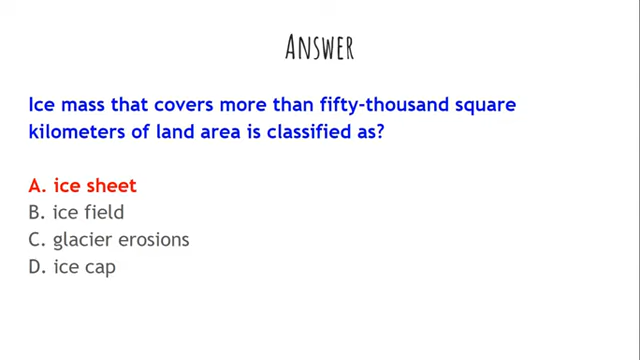 Answer
Ice mass that covers more than fifty-thousand square
kilometers of land area is classified as?
A. ice sheet
B. ice field
C. glacier erosions
D. ice cap